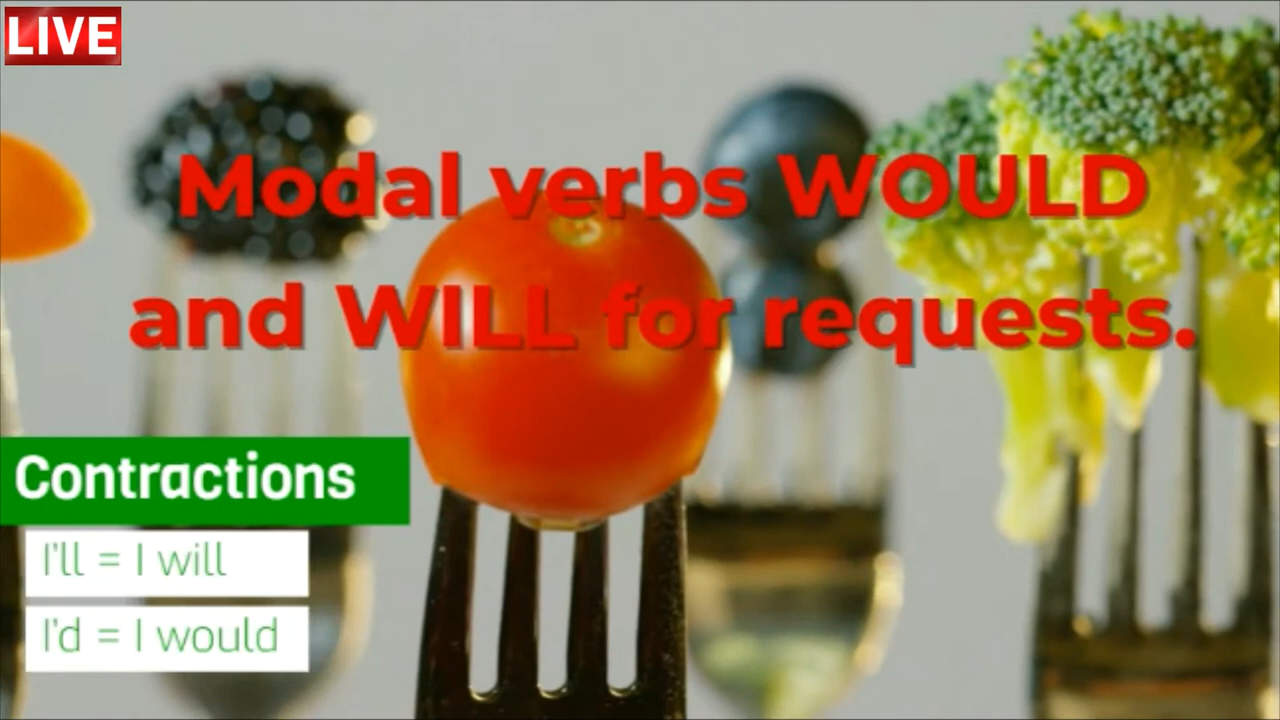 LIVE
Modal verbs WOULD
and WILL for requests.
Contractions
I'll = I will
I'd = I would